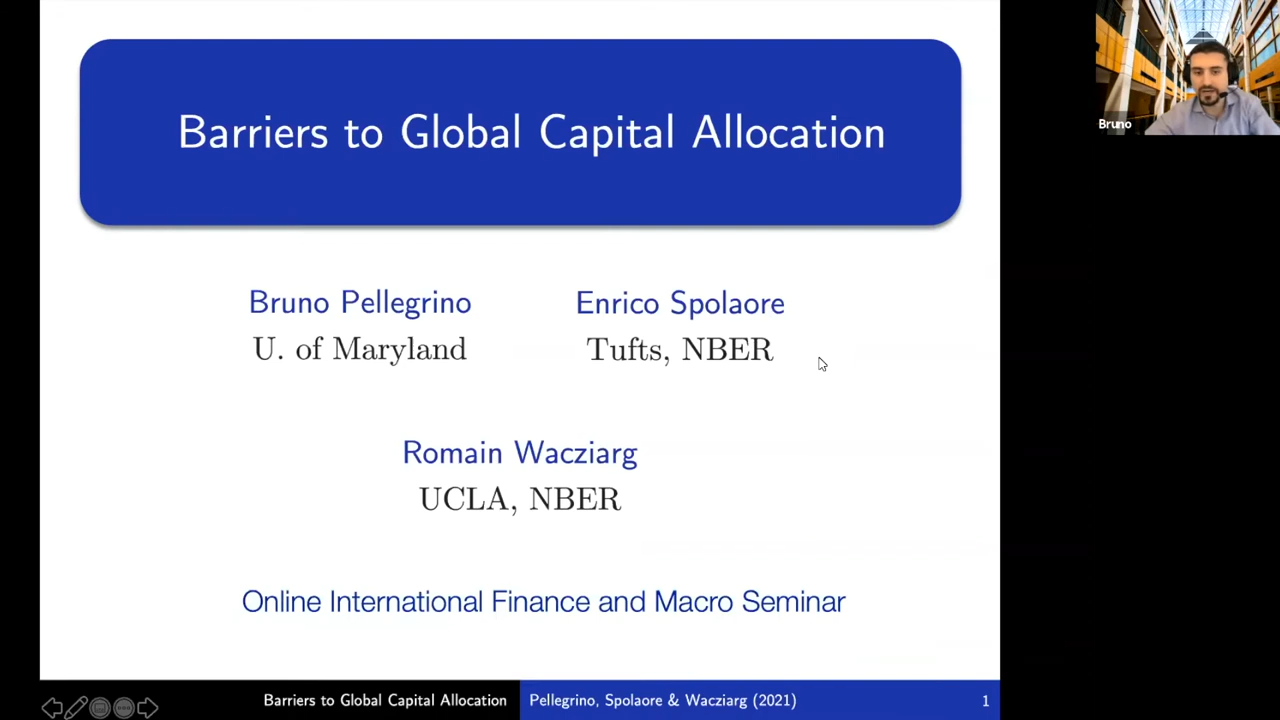 Barriers to Global Capital Allocation
Bruno Pellegrino
U. of Maryland
Enrico Spolaore
Tufts, NBER
Romain Wacziarg
UCLA, NBER
Online International Finance and Macro Seminar
Barriers to Global Capital Allocation
Pellegrino, Spolaore & Wacziarg (2021)
1
Bruno